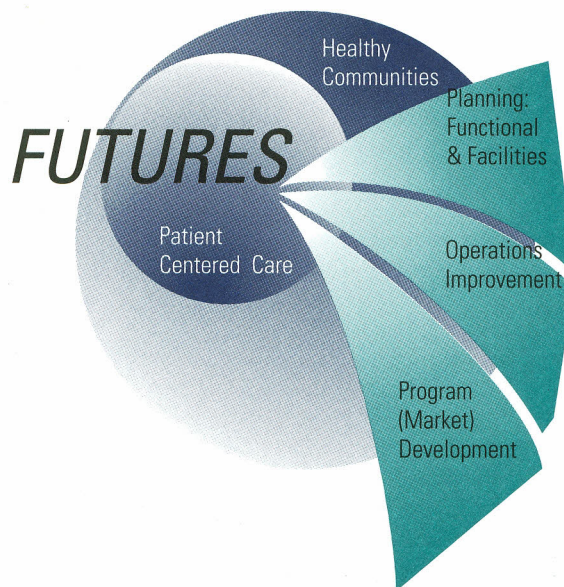 Healthy
Communities
Planning:
Functional
& Facilities
FUTURES
Patient
Centered Care
Operations
Improvement
Program
(Market)
Development